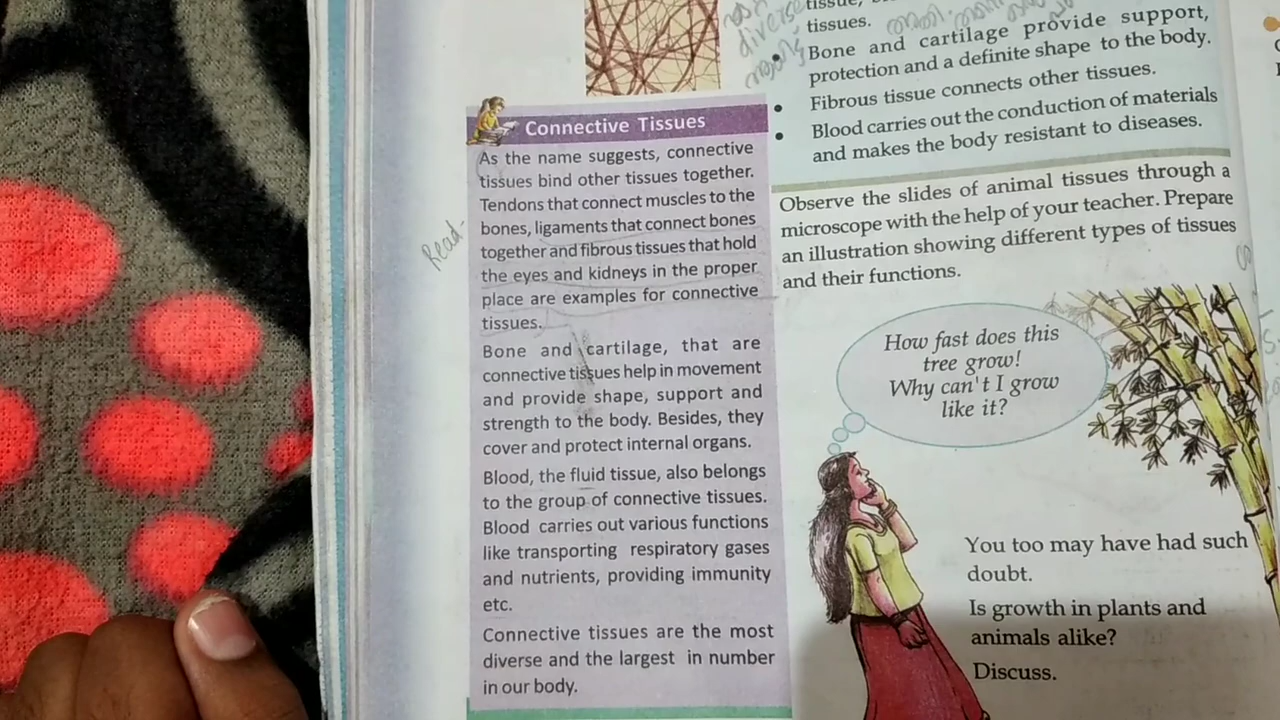 Connective Tissues
As the name suggests, connective
tissues bind other tissues together.
Tendons that connect muscles to the
bones, ligaments that connect bones
together and fibrous tissues that hold
the eyes and kidneys in the proper
place are examples for connective
tissues.
Bone and cartilage, that are
connective tissues help in movement
and provide shape, support and
strength to the body. Besides, they
cover and protect internal organs.
Blood, the fluid tissue, also belongs
to the group of connective tissues.
Blood carries out various functions
like transporting respiratory gases
and nutrients, providing immunity
etc.
Connective tissues are the most
diverse and the largest in number
in our body.
Read-
diverse
tissue,
tissues.
• Bone and cartilage provide support,
protection and a definite shape to the body.
• Fibrous tissue connects other tissues.
• Blood carries out the conduction of materials
and makes the body resistant to diseases.
Observe the slides of animal tissues through a
microscope with the help of your teacher. Prepare
an illustration showing different types of tissues
and their functions.
How fast does this
tree grow!
Why can't I grow
like it?
You too may have had such
doubt.
Is growth in plants and
animals alike?
Discuss.